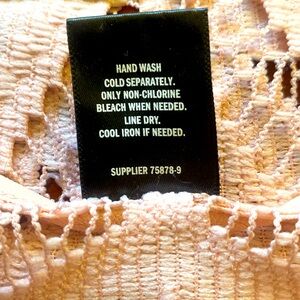 HAND WASH
COLD SEPARATELY.
ONLY NON-CHLORINE
BLEACH WHEN NEEDED.
LINE DRY.
COOL IRON IF NEEDED.
SUPPLIER 75878-9